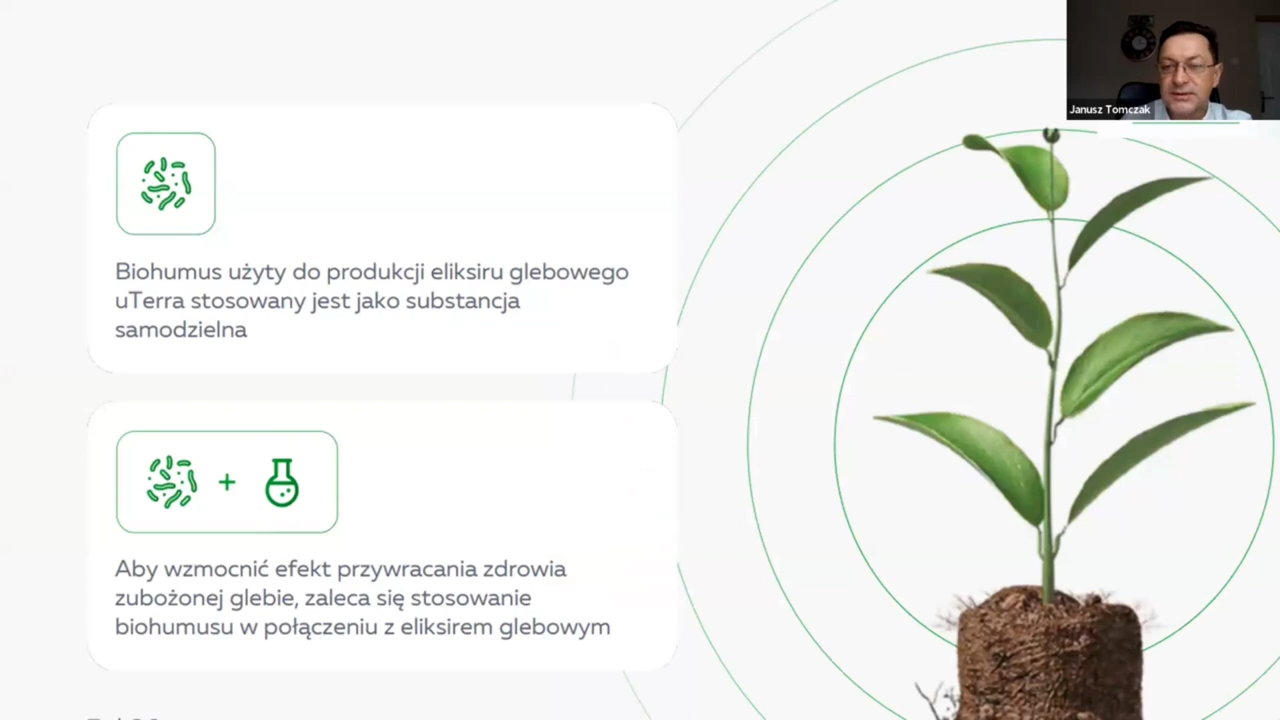 Janusz Tomczak
Biohumus użyty do produkcji eliksiru glebowego
uTerra stosowany jest jako substancja
samodzielna
+
Aby wzmocnić efekt przywracania zdrowia
zubożonej glebie, zaleca się stosowanie
biohumusu w połączeniu z eliksirem glebowym